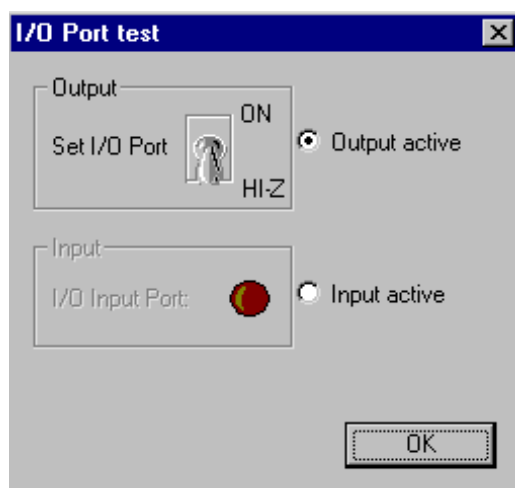 I/O Port test
Output
ON
Set I/O Port
Output active
HI-Z
Input
I/O Input Port:
Input active
OK